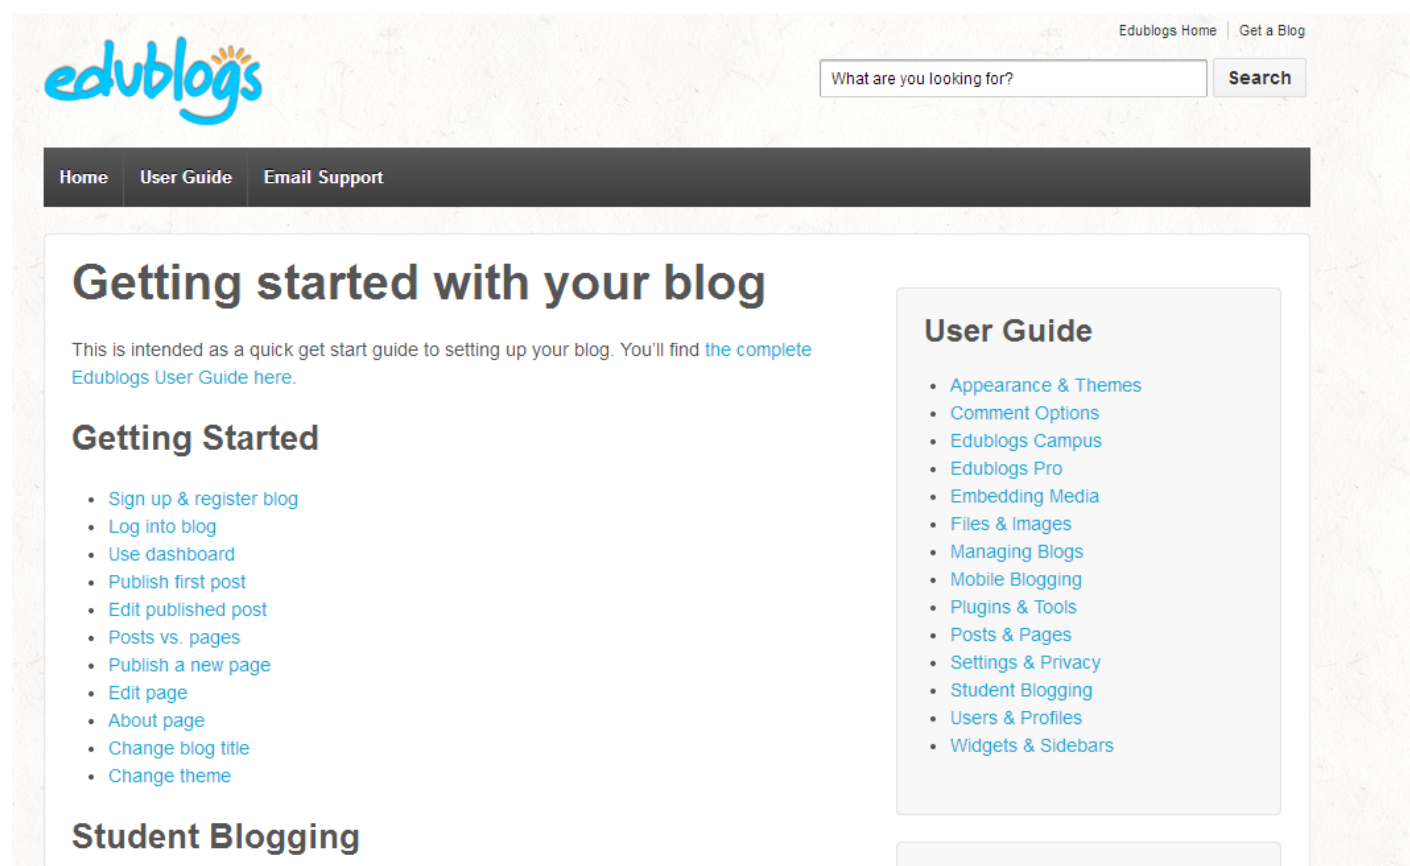 edublogs
Edublogs Home
Get a Blog
What are you looking for?
Search
Home
User Guide
Email Support
Getting started with your blog
This is intended as a quick get start guide to setting up your blog. You'll find the complete
Edublogs User Guide here.
Getting Started
Sign up & register blog
Log into blog
Use dashboard
Publish first post
Edit published post
Posts vs. pages
Publish a new page
Edit page
About page
Change blog title
Change theme
Student Blogging
User Guide
Appearance & Themes
Comment Options
Edublogs Campus
Edublogs Pro
Embedding Media
Files & Images
Managing Blogs
Mobile Blogging
Plugins & Tools
Posts & Pages
Settings & Privacy
Student Blogging
Users & Profiles
Widgets & Sidebars